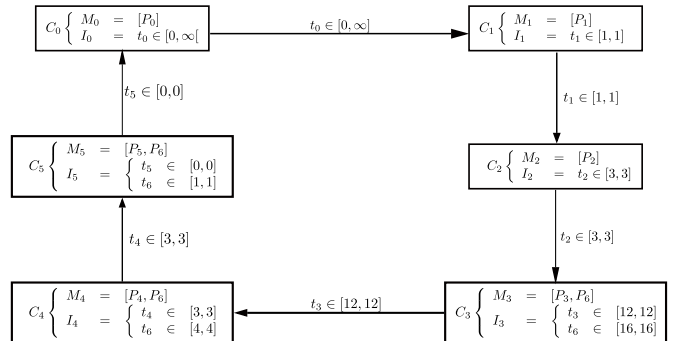 C₀ { M₀ = [P₀]
I₀ = t₀ ∈ [0, ∞[
t₀ ∈ [0, ∞]
C₁ { M₁ = [P₁]
I₁ = t₁ ∈ [1, 1]
t₅ ∈ [0, 0]
t₁ ∈ [1, 1]
C₅ { M₅ = [P₅, P₆]
I₅ = { t₅ ∈ [0, 0]
t₆ ∈ [1, 1]
C₂ { M₂ = [P₂]
I₂ = t₂ ∈ [3, 3]
t₄ ∈ [3, 3]
t₂ ∈ [3, 3]
C₄ { M₄ = [P₄, P₆]
I₄ = { t₄ ∈ [3, 3]
t₆ ∈ [4, 4]
t₃ ∈ [12, 12]
C₃ { M₃ = [P₃, P₆]
I₃ = { t₃ ∈ [12, 12]
t₆ ∈ [16, 16]